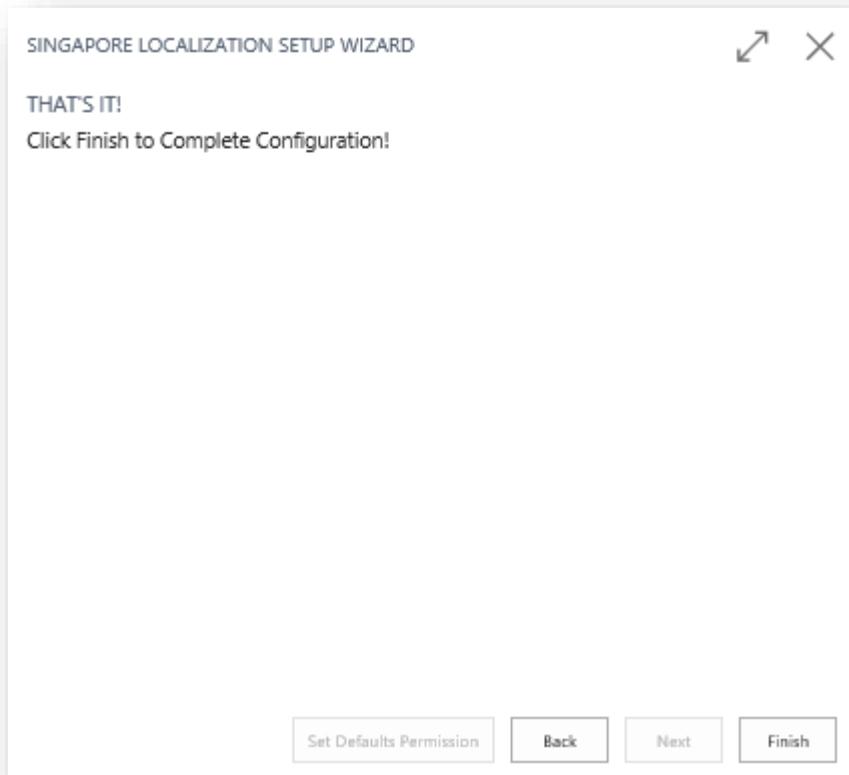 SINGAPORE LOCALIZATION SETUP WIZARD
THAT'S IT!
Click Finish to Complete Configuration!
Set Defaults Permission Back Next Finish